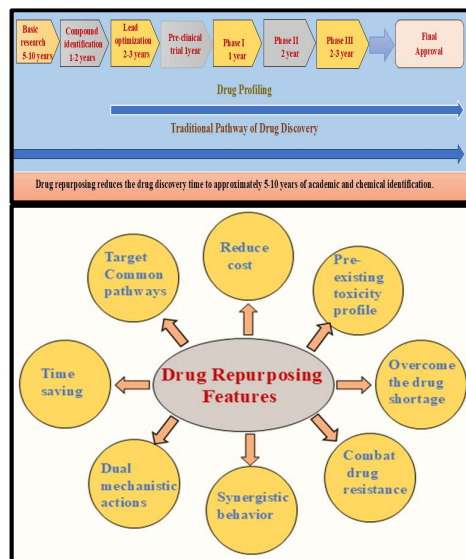 Basic
research
5-10 years
Compound
identification
1-2 years
Lead
optimization
2-3 years
Pre-clinical
trial 1year
Phase I
1 year
Phase II
2 year
Phase III
2-3 year
Final
Approval
Drug Profiling
Traditional Pathway of Drug Discovery
Drug repurposing reduces the drug discovery time to approximately 5-10 years of academic and chemical identification.
Reduce
cost
Target
Common
pathways
Pre-
existing
toxicity
profile
Time
saving
Drug Repurposing
Features
Overcome
the drug
shortage
Dual
mechanistic
actions
Synergistic
behavior
Combat
drug
resistance